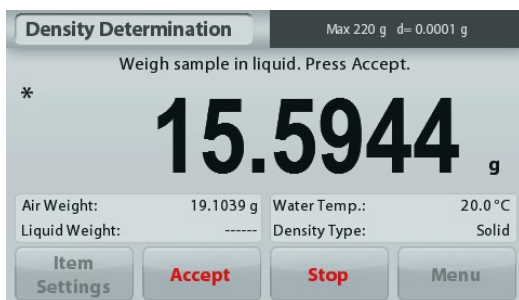 Density Determination
Max 220 g d= 0.0001 g
Weigh sample in liquid. Press Accept.
*
15.5944 g
Air Weight: 19.1039 g
Liquid Weight: ------
Water Temp.: 20.0°C
Density Type: Solid
Item Settings
Accept
Stop
Menu